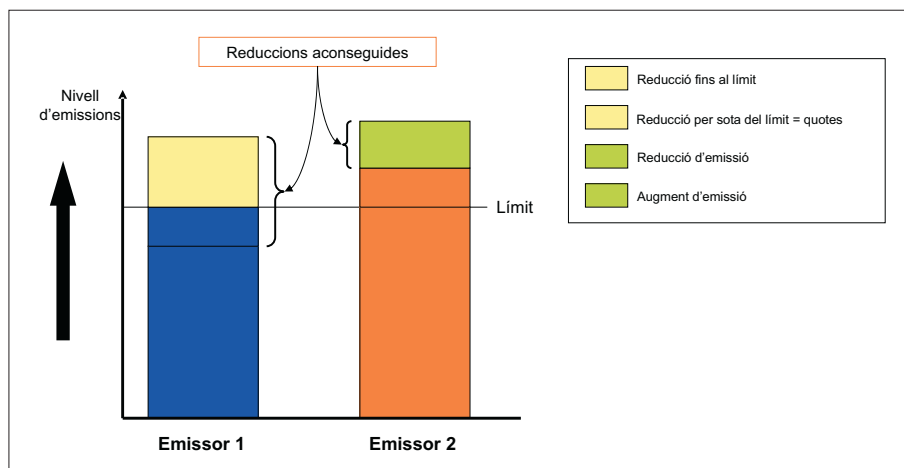 Reduccions aconseguides
Nivell
d'emissions
Límit
Emissor 1
Emissor 2
Reducció fins al límit
Reducció per sota del límit = quotes
Reducció d'emissió
Augment d'emissió